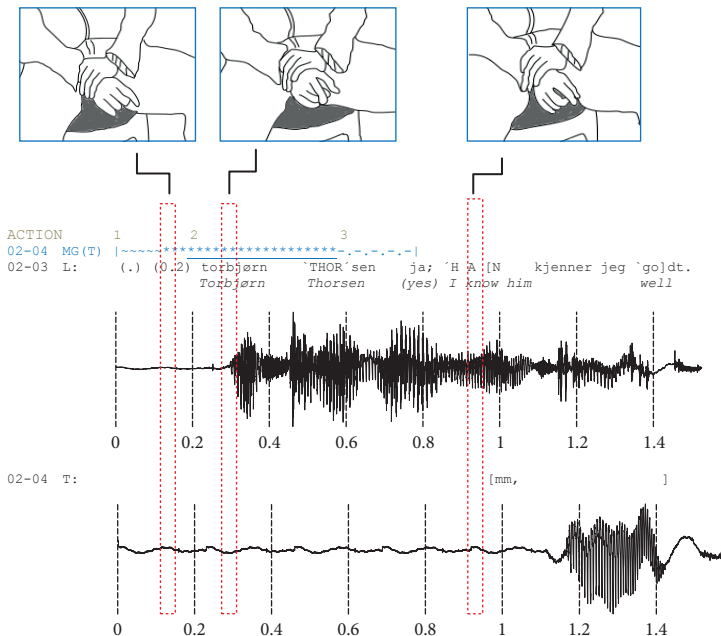 ACTION 1 2 3
02-04 MG(T) |~~~~~*********************-.-.-.-.-|
02-03 L: (.) (0.2) torbjørn `THOR´sen ja; ´H A [N kjenner jeg `go]dt.
Torbjørn Thorsen (yes) I know him well
0 0.2 0.4 0.6 0.8 1 1.2 1.4
02-04 T: [mm, ]
0 0.2 0.4 0.6 0.8 1 1.2 1.4